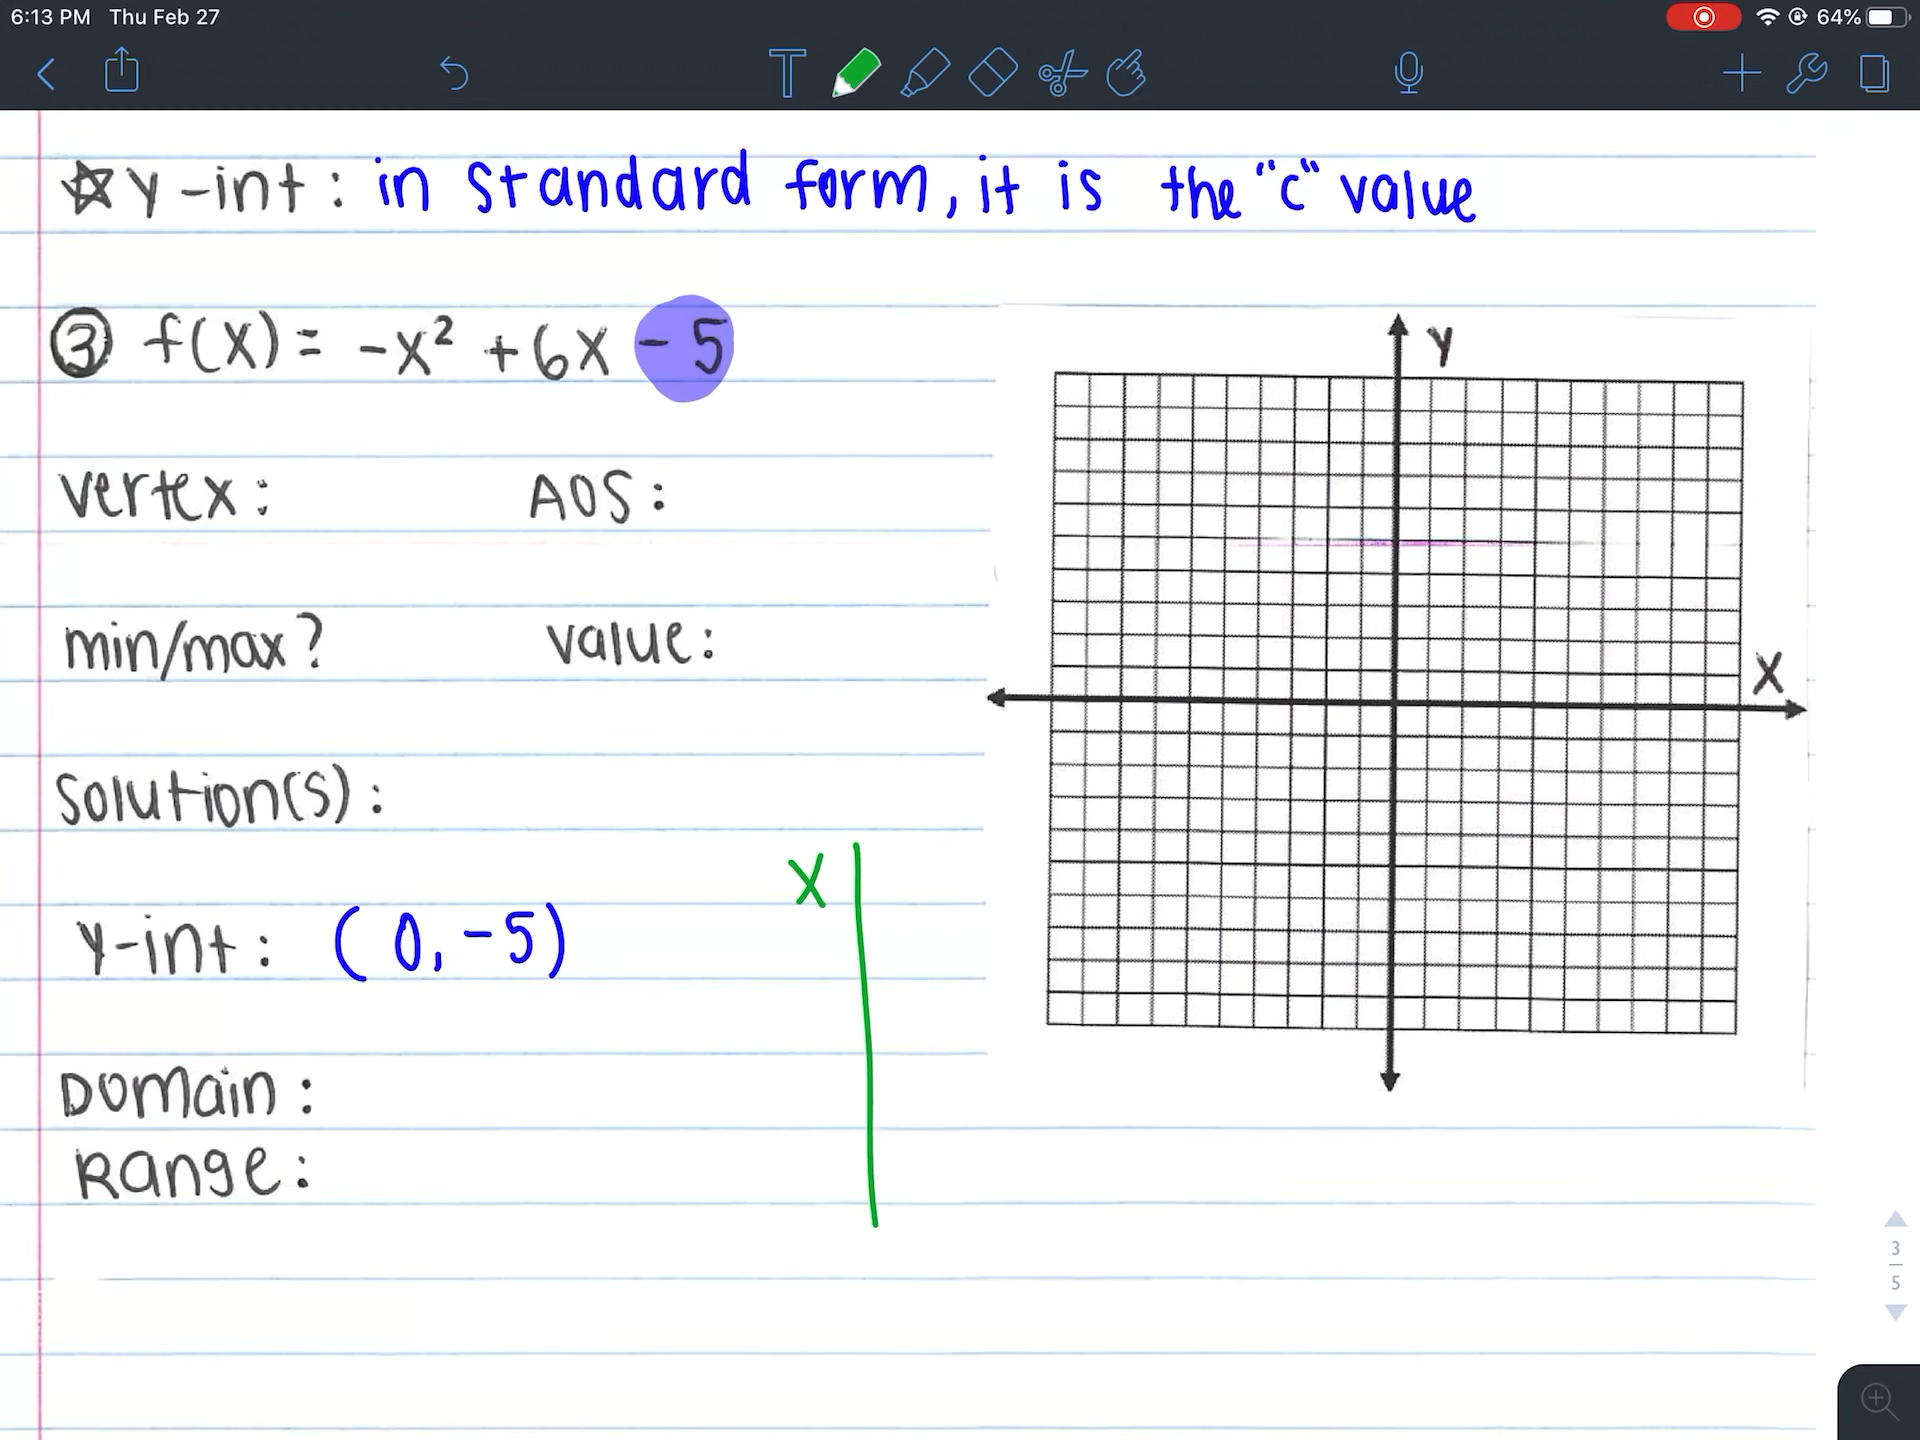 6:13 PM Thu Feb 27
64%
☆ Y-int: in standard form, it is the "c" value
③ f(x) = -x² + 6x - 5
Y
vertex: AOS:
min/max? value:
X
Solution(s):
X
Y-int: (0, -5)
Domain:
Range:
3
5